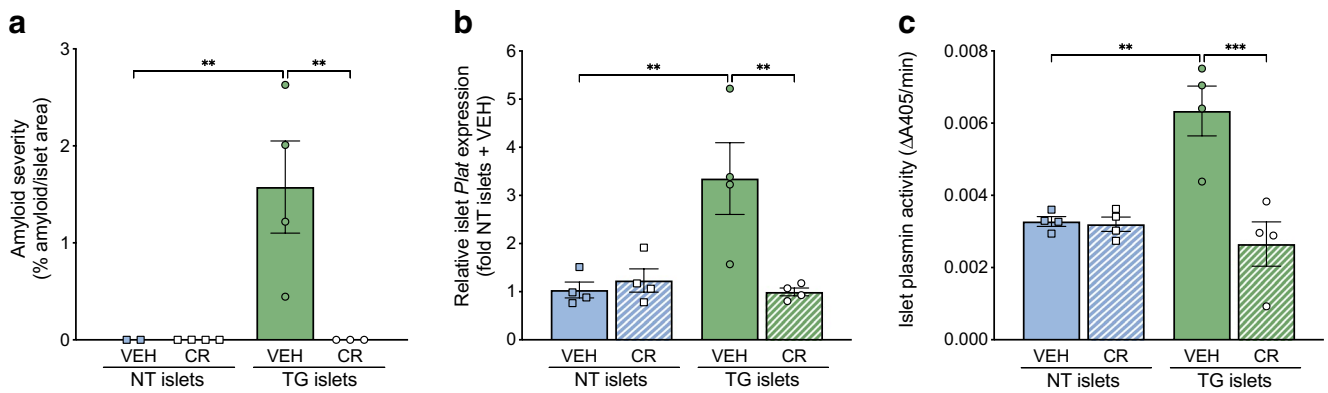 a
Amyloid severity
(% amyloid/islet area)
3
2
1
0
**
**
VEH CR VEH CR
NT islets TG islets
b
Relative islet Plat expression
(fold NT islets + VEH)
6
5
4
3
2
1
0
**
**
VEH CR VEH CR
NT islets TG islets
c
Islet plasmin activity (ΔA405/min)
0.008
0.006
0.004
0.002
0.000
**
***
VEH CR VEH CR
NT islets TG islets